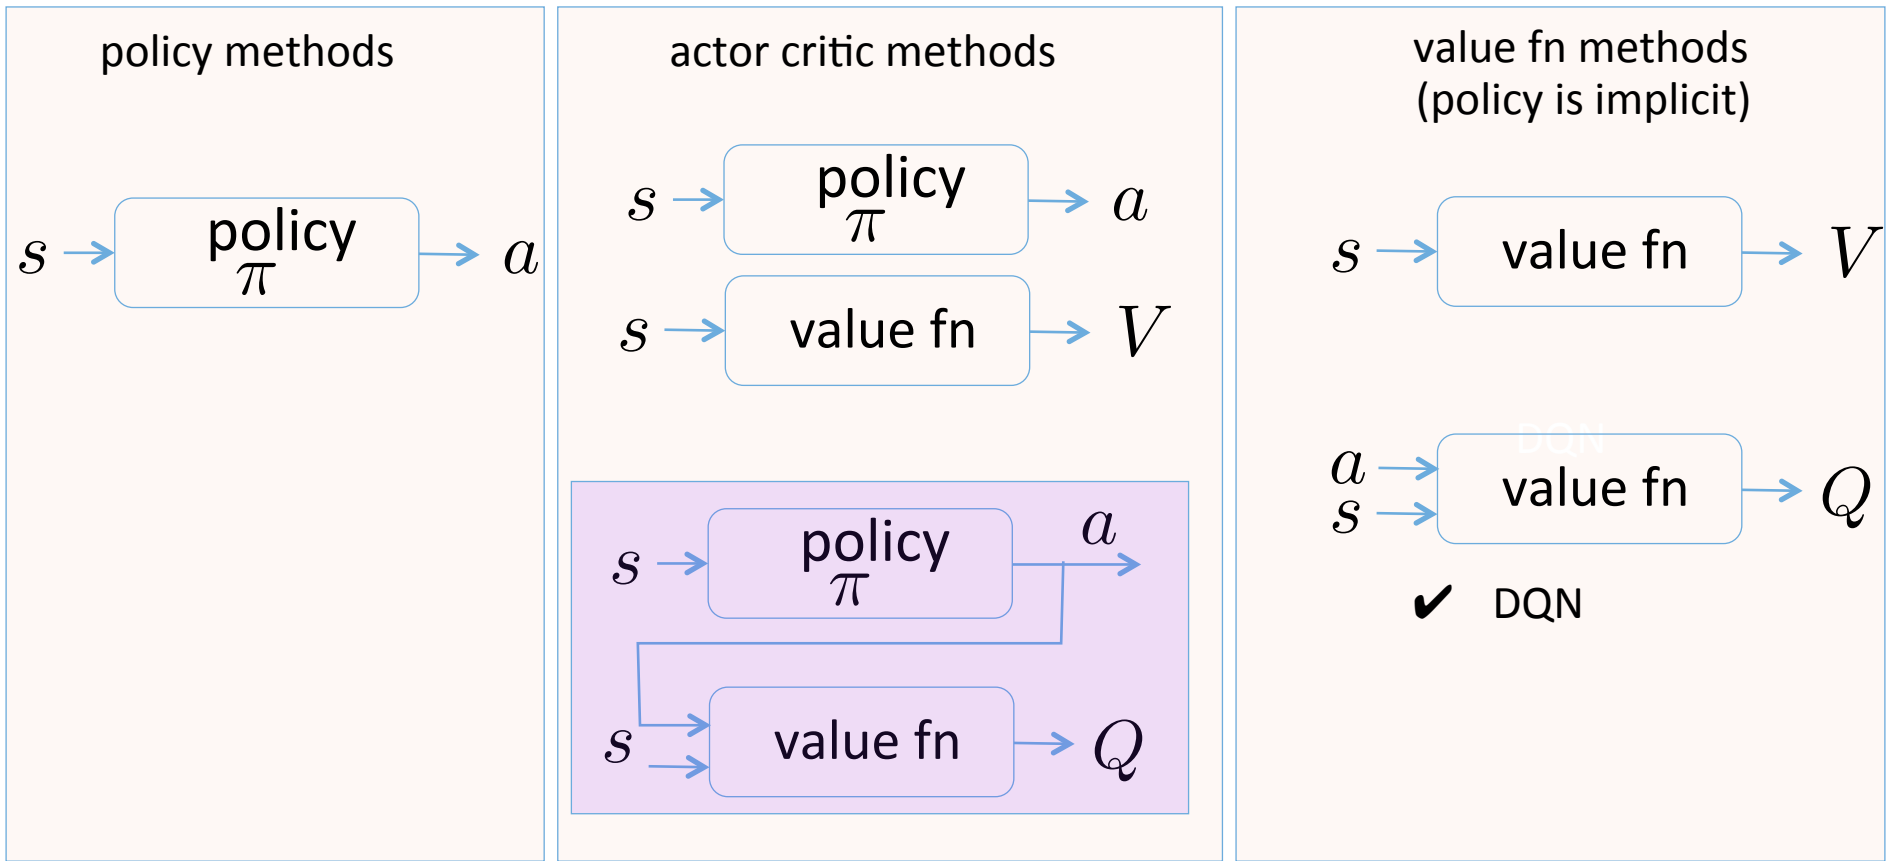 policy methods
s
policy
π
a
actor critic methods
s
policy
π
a
s
value fn
V
s
policy
π
a
s
value fn
Q
value fn methods
(policy is implicit)
s
value fn
V
DQN
a
s
value fn
Q
✔ DQN